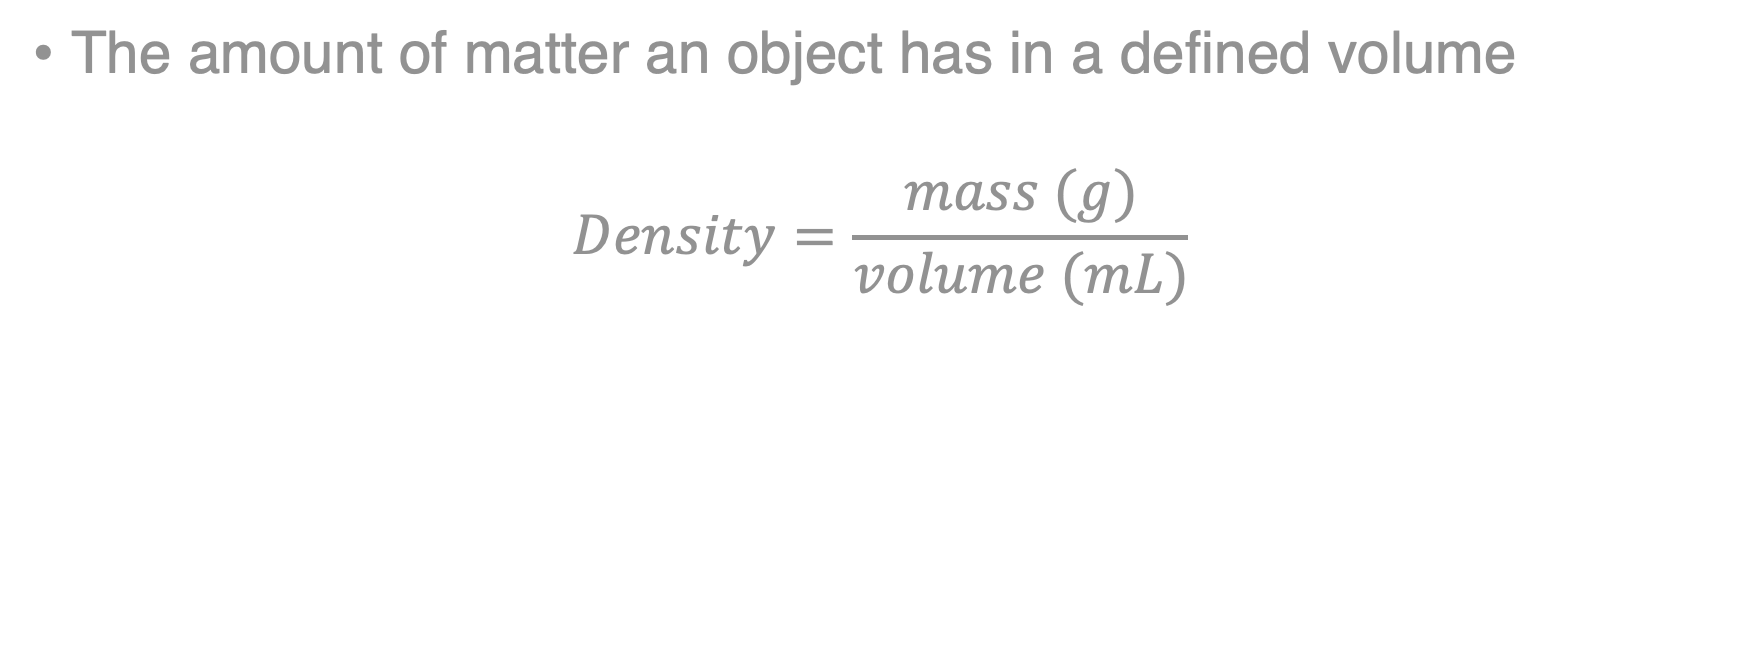 • The amount of matter an object has in a defined volume
Density = mass (g) / volume (mL)